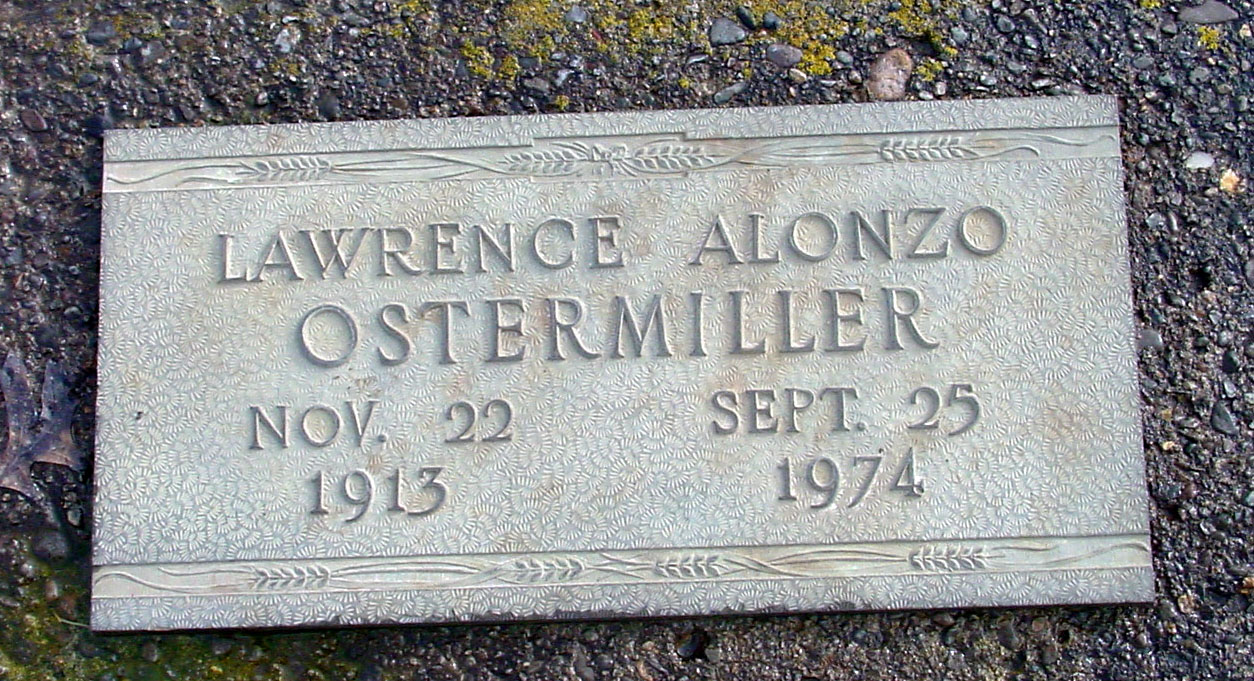 LAWRENCE ALONZO
OSTERMILLER
NOV. 22 SEPT. 25
1913 1974